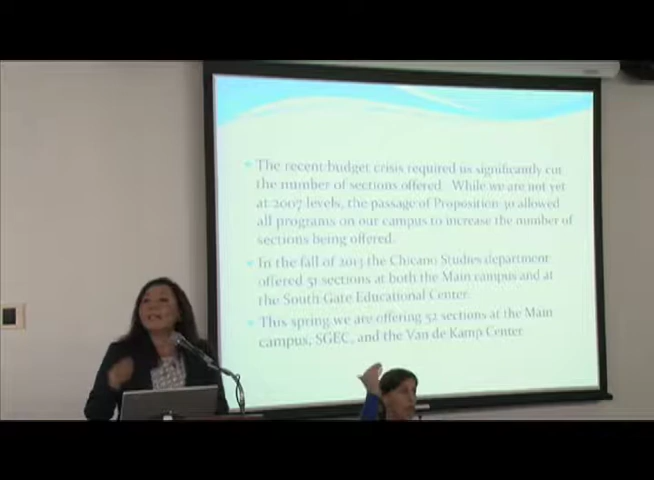 The recent budget crisis required us significantly cut
the number of sections offered. While we are not yet
at 2007 levels, the passage of Proposition 30 allowed
all programs on our campus to increase the number of
sections being offered.
In the fall of 2013 the Chicano Studies department
offered 51 sections at both the Main campus and at
the South Gate Educational Center.
This spring we are offering 52 sections at the Main
campus, SGEC, and the Van de Kamp Center